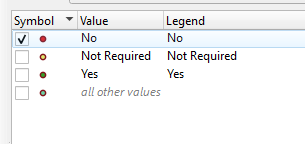 Symbol Value Legend
No No
Not Required Not Required
Yes Yes
all other values